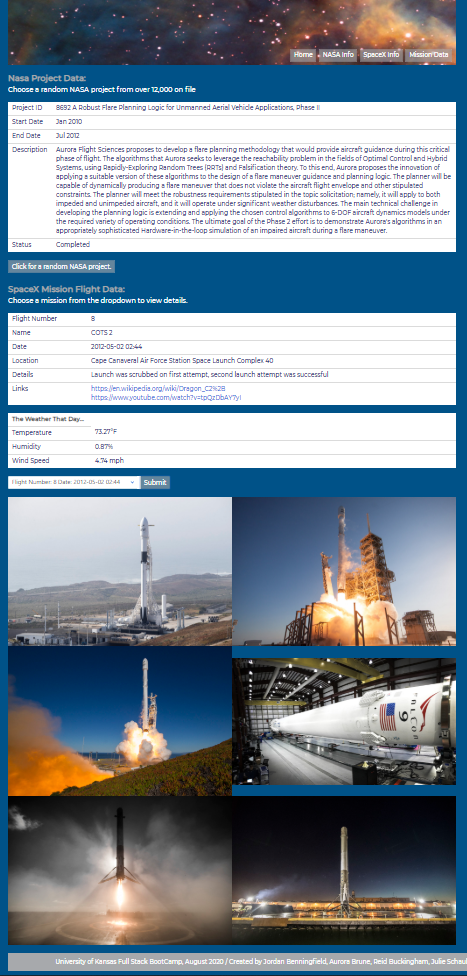 Home NASA Info SpaceX Info Mission Data
Nasa Project Data:
Choose a random NASA project from over 12,000 on file
Project ID 8692 A Robust Flare Planning Logic for Unmanned Aerial Vehicle Applications, Phase II
Start Date Jan 2010
End Date Jul 2012
Description Aurora Flight Sciences proposes to develop a flare planning methodology that would provide aircraft guidance during this critical
phase of flight. The algorithms that Aurora seeks to leverage the reachability problem in the fields of Optimal Control and Hybrid
Systems, using Rapidly-Exploring Random Trees (RRTs) and Falsification theory. To this end, Aurora proposes the innovation of
applying a suitable version of these algorithms to the design of a flare maneuver guidance and planning logic. The planner will be
capable of dynamically producing a flare maneuver that does not violate the aircraft flight envelope and other stipulated
constraints. The planner will meet the robustness requirements stipulated in the topic solicitation; namely, it will apply to both
impeded and unimpeded aircraft, and it will operate under significant weather disturbances. The main technical challenge in
developing the planning logic is extending and applying the chosen control algorithms to 6-DOF aircraft dynamics models under
the required variety of operating conditions. The ultimate goal of the Phase 2 effort is to demonstrate Aurora's algorithms in an
appropriately sophisticated Hardware-in-the-loop simulation of an impaired aircraft during a flare maneuver.
Status Completed
Click for a random NASA project.
SpaceX Mission Flight Data:
Choose a mission from the dropdown to view details.
Flight Number 8
Name COTS 2
Date 2012-05-02 02:44
Location Cape Canaveral Air Force Station Space Launch Complex 40
Details Launch was scrubbed on first attempt, second launch attempt was successful
Links https://en.wikipedia.org/wiki/Dragon_C2%2B
https://www.youtube.com/watch?v=tpQzDbAY7yI
The Weather That Day...
Temperature 73.27°F
Humidity 0.87%
Wind Speed 4.74 mph
Flight Number: 8 Date: 2012-05-02 02:44 Submit
9
University of Kansas Full Stack BootCamp, August 2020 / Created by Jordan Benningfield, Aurora Brune, Reid Buckingham, Julie Schaub